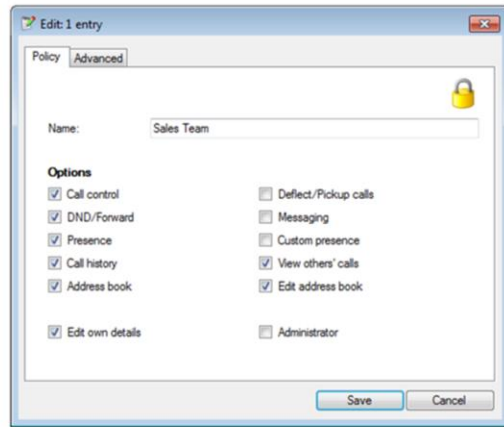 Edit: 1 entry
Policy Advanced
Name: Sales Team
Options
Call control Deflect/Pickup calls
DND/Forward Messaging
Presence Custom presence
Call history View others' calls
Address book Edit address book
Edit own details Administrator
Save Cancel